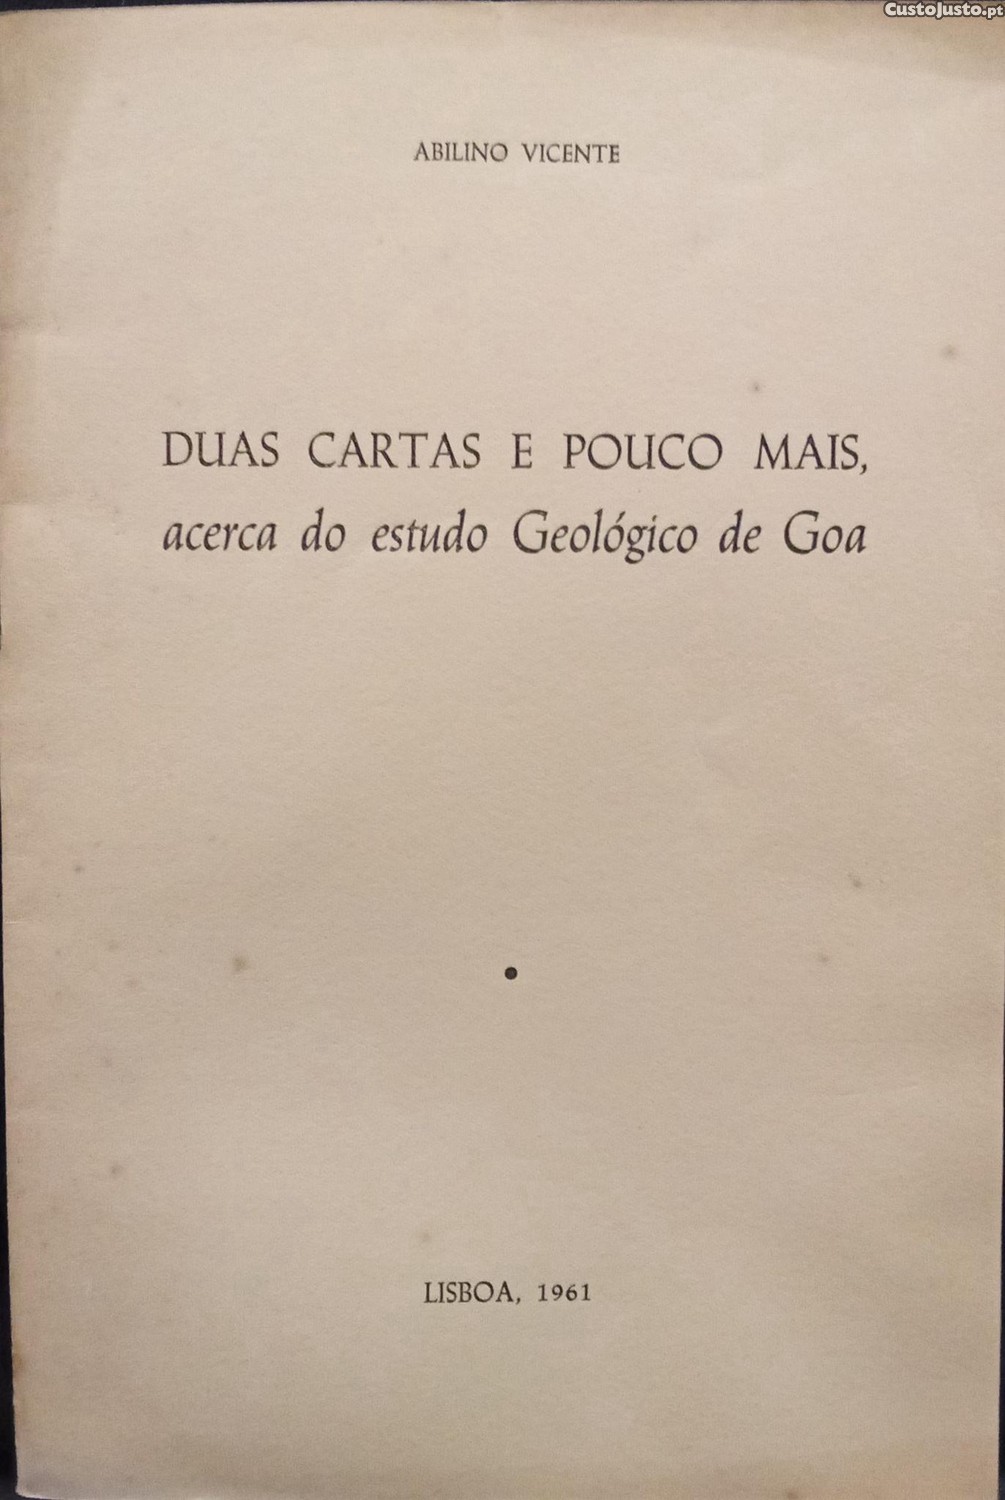 CustoJusto.pt
ABILINO VICENTE
DUAS CARTAS E POUCO MAIS,
acerca do estudo Geológico de Goa
LISBOA, 1961